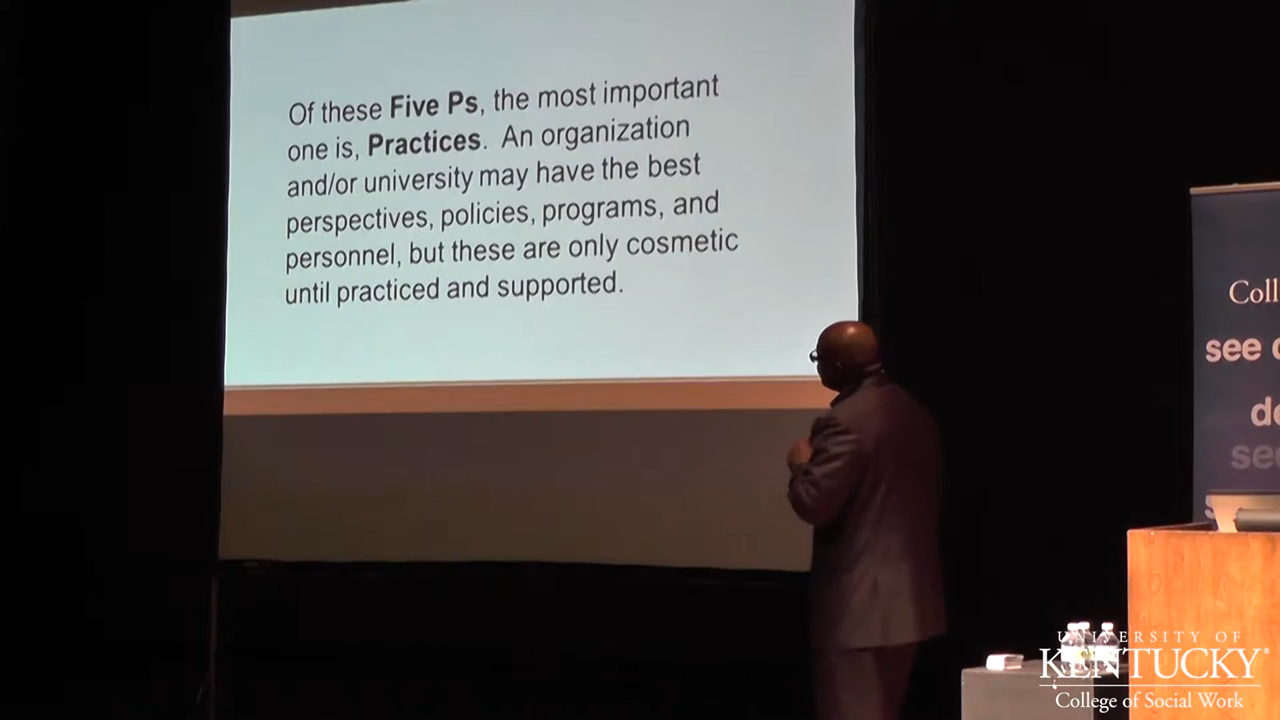 Of these Five Ps, the most important
one is, Practices. An organization
and/or university may have the best
perspectives, policies, programs, and
personnel, but these are only cosmetic
until practiced and supported.
Coll
see
UNIVERSITY OF
KENTUCKY®
College of Social Work